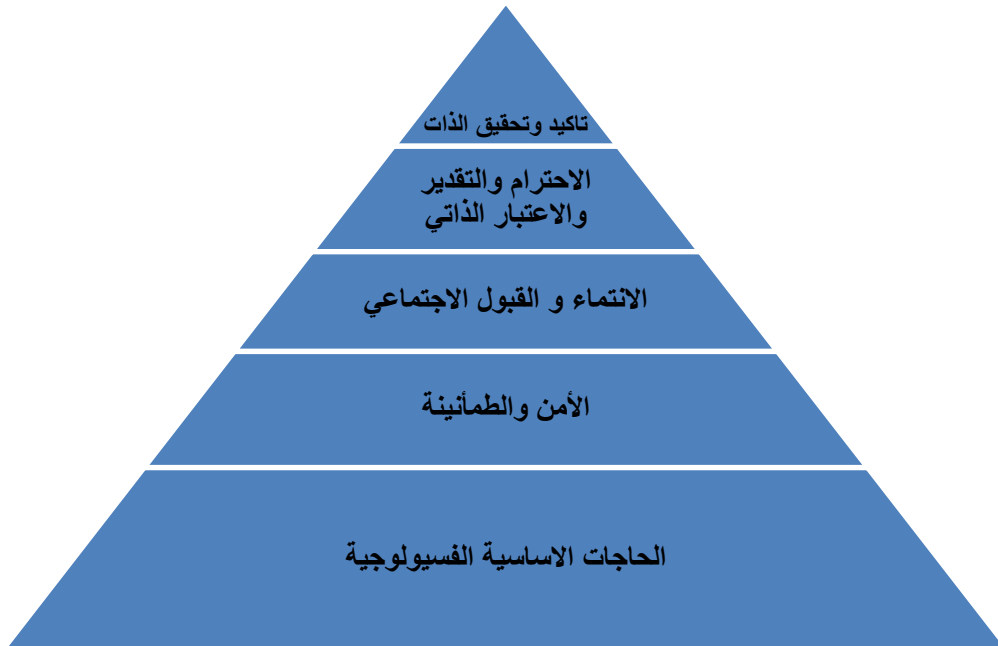 تاكيد وتحقيق الذات
الاحترام والتقدير
والاعتبار الذاتي
الانتماء و القبول الاجتماعي
الأمن والطمأنينة
الحاجات الاساسية الفسيولوجية